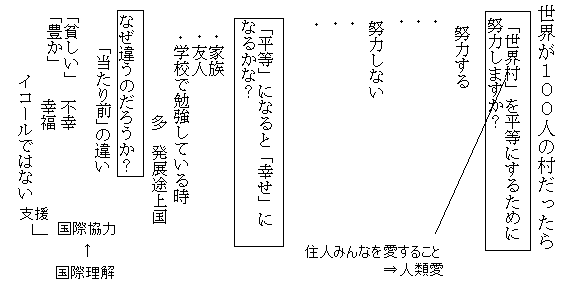 世界が１００人の村だったら
「世界村」を平等にするために
努力しますか？
努力する
・
・
・
努力しない
・
・
・
住人みんなを愛すること
⇒人類愛
「平等」になると「幸せ」に
なるかな？
・家族
・友人
・学校で勉強している時
多　発展途上国
なぜ違うのだろうか？
「当たり前」の違い
「貧しい」　不幸
「豊か」　幸福
イコールではない
支援
国際協力
↑
国際理解